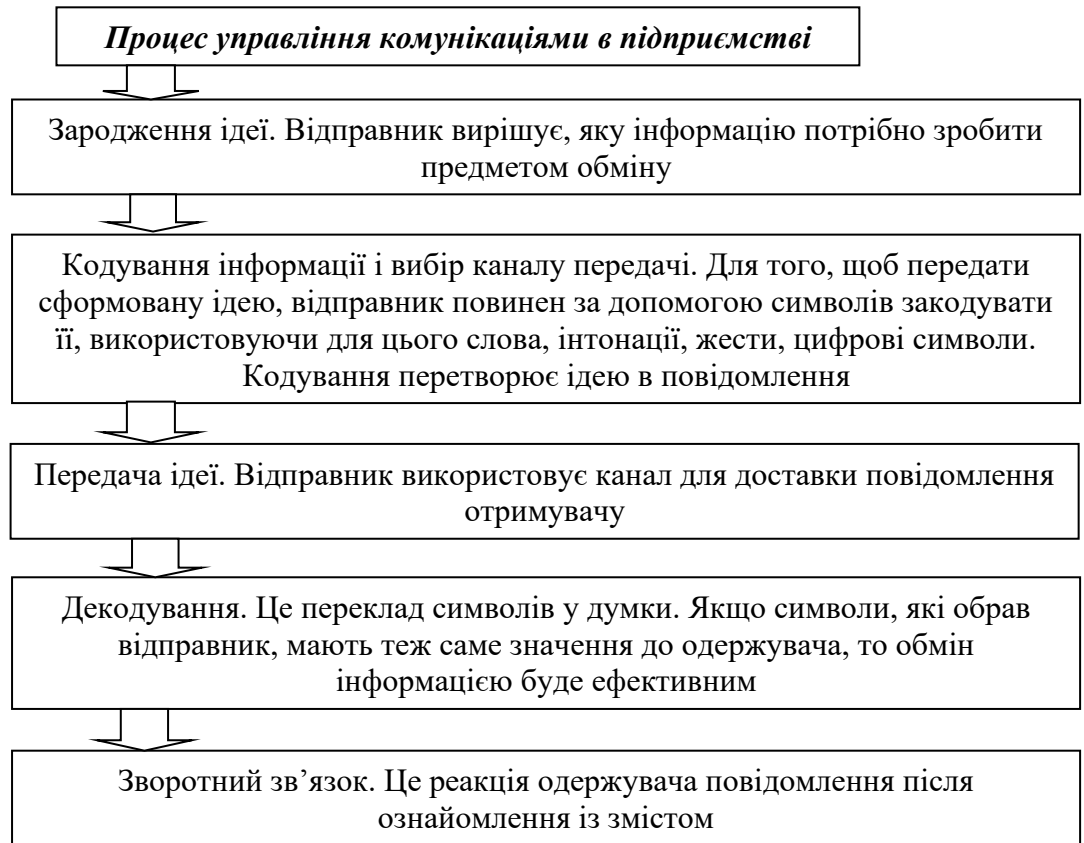 Процес управління комунікаціями в підприємстві
Зародження ідеї. Відправник вирішує, яку інформацію потрібно зробити
предметом обміну
Кодування інформації і вибір каналу передачі. Для того, щоб передати
сформовану ідею, відправник повинен за допомогою символів закодувати
її, використовуючи для цього слова, інтонації, жести, цифрові символи.
Кодування перетворює ідею в повідомлення
Передача ідеї. Відправник використовує канал для доставки повідомлення
отримувачу
Декодування. Це переклад символів у думки. Якщо символи, які обрав
відправник, мають теж саме значення до одержувача, то обмін
інформацією буде ефективним
Зворотний зв’язок. Це реакція одержувача повідомлення після
ознайомлення із змістом